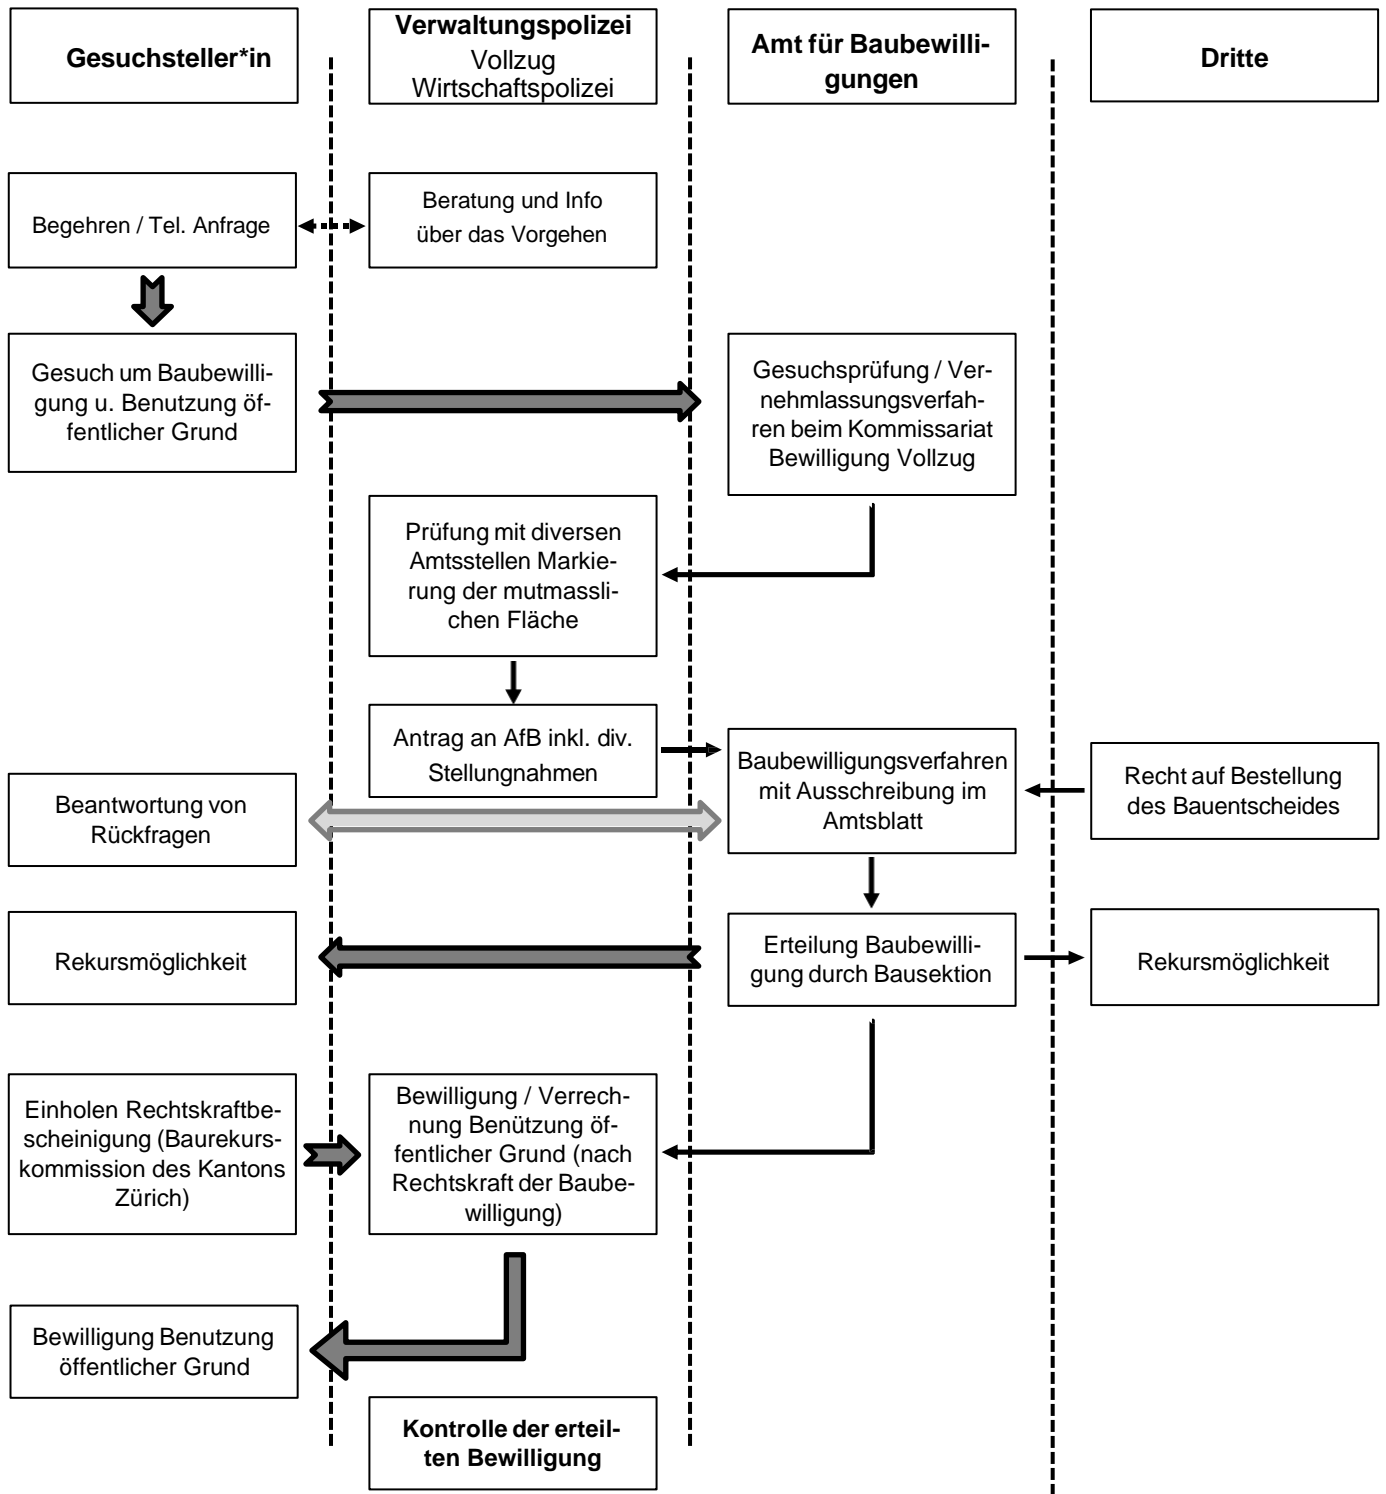 Gesuchsteller*in
Verwaltungspolizei
Vollzug
Wirtschaftspolizei
Amt für Baubewilli-
gungen
Dritte
Begehren / Tel. Anfrage
Beratung und Info
über das Vorgehen
Gesuch um Baubewilli-
gung u. Benutzung öf-
fentlicher Grund
Gesuchsprüfung / Ver-
nehmlassungsverfah-
ren beim Kommissariat
Bewilligung Vollzug
Prüfung mit diversen
Amtsstellen Markie-
rung der mutmassli-
chen Fläche
Antrag an AfB inkl. div.
Stellungnahmen
Baubewilligungsverfahren
mit Ausschreibung im
Amtsblatt
Recht auf Bestellung
des Bauentscheides
Beantwortung von
Rückfragen
Rekursmöglichkeit
Erteilung Baubewilli-
gung durch Bausektion
Rekursmöglichkeit
Einholen Rechtskraftbe-
scheinigung (Baurekurs-
kommission des Kantons
Zürich)
Bewilligung / Verrech-
nung Benützung öf-
fentlicher Grund (nach
Rechtskraft der Baube-
willigung)
Bewilligung Benutzung
öffentlicher Grund
Kontrolle der erteil-
ten Bewilligung